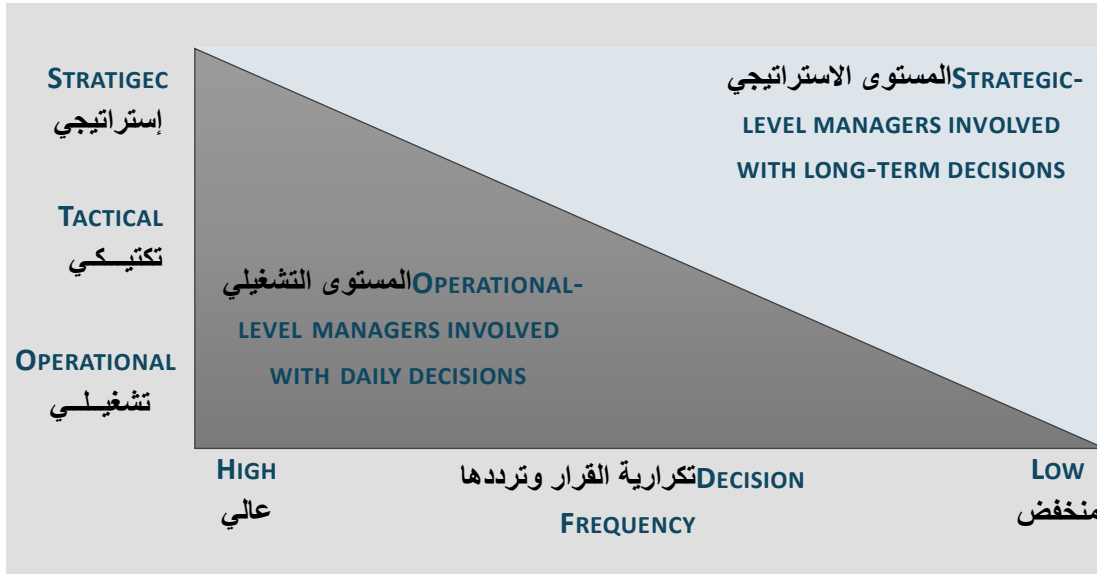 STRATIGEC
إستراتيجي
TACTICAL
تكتيـــكـي
OPERATIONAL
تشغيـلــي
المستوى الاستراتيجيSTRATEGIC-
LEVEL MANAGERS INVOLVED
WITH LONG-TERM DECISIONS
المستوى التشغيليOPERATIONAL-
LEVEL MANAGERS INVOLVED
WITH DAILY DECISIONS
HIGH
عالي
تكرارية القرار وترددهاDECISION
FREQUENCY
LOW
منخفض